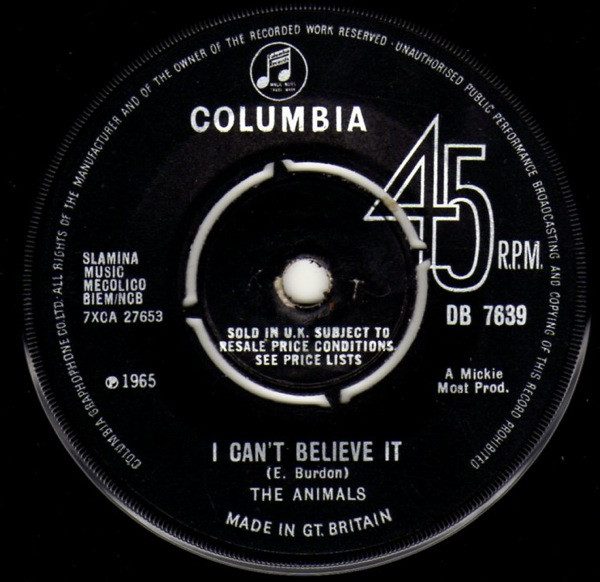 COLUMBIA GRAPHOPHONE CO. LTD. ALL RIGHTS OF THE MANUFACTURER AND OF THE OWNER OF THE RECORDED WORK RESERVED · UNAUTHORISED PUBLIC PERFORMANCE BROADCASTING AND COPYING OF THIS RECORD PROHIBITED
COLUMBIA
45
R.P.M.
SLAMINA
MUSIC
MECOLICO
BIEM/NCB
7XCA 27653
DB 7639
SOLD IN U.K. SUBJECT TO
RESALE PRICE CONDITIONS.
SEE PRICE LISTS
℗ 1965
A Mickie
Most Prod.
I CAN'T BELIEVE IT
(E. Burdon)
THE ANIMALS
MADE IN GT. BRITAIN